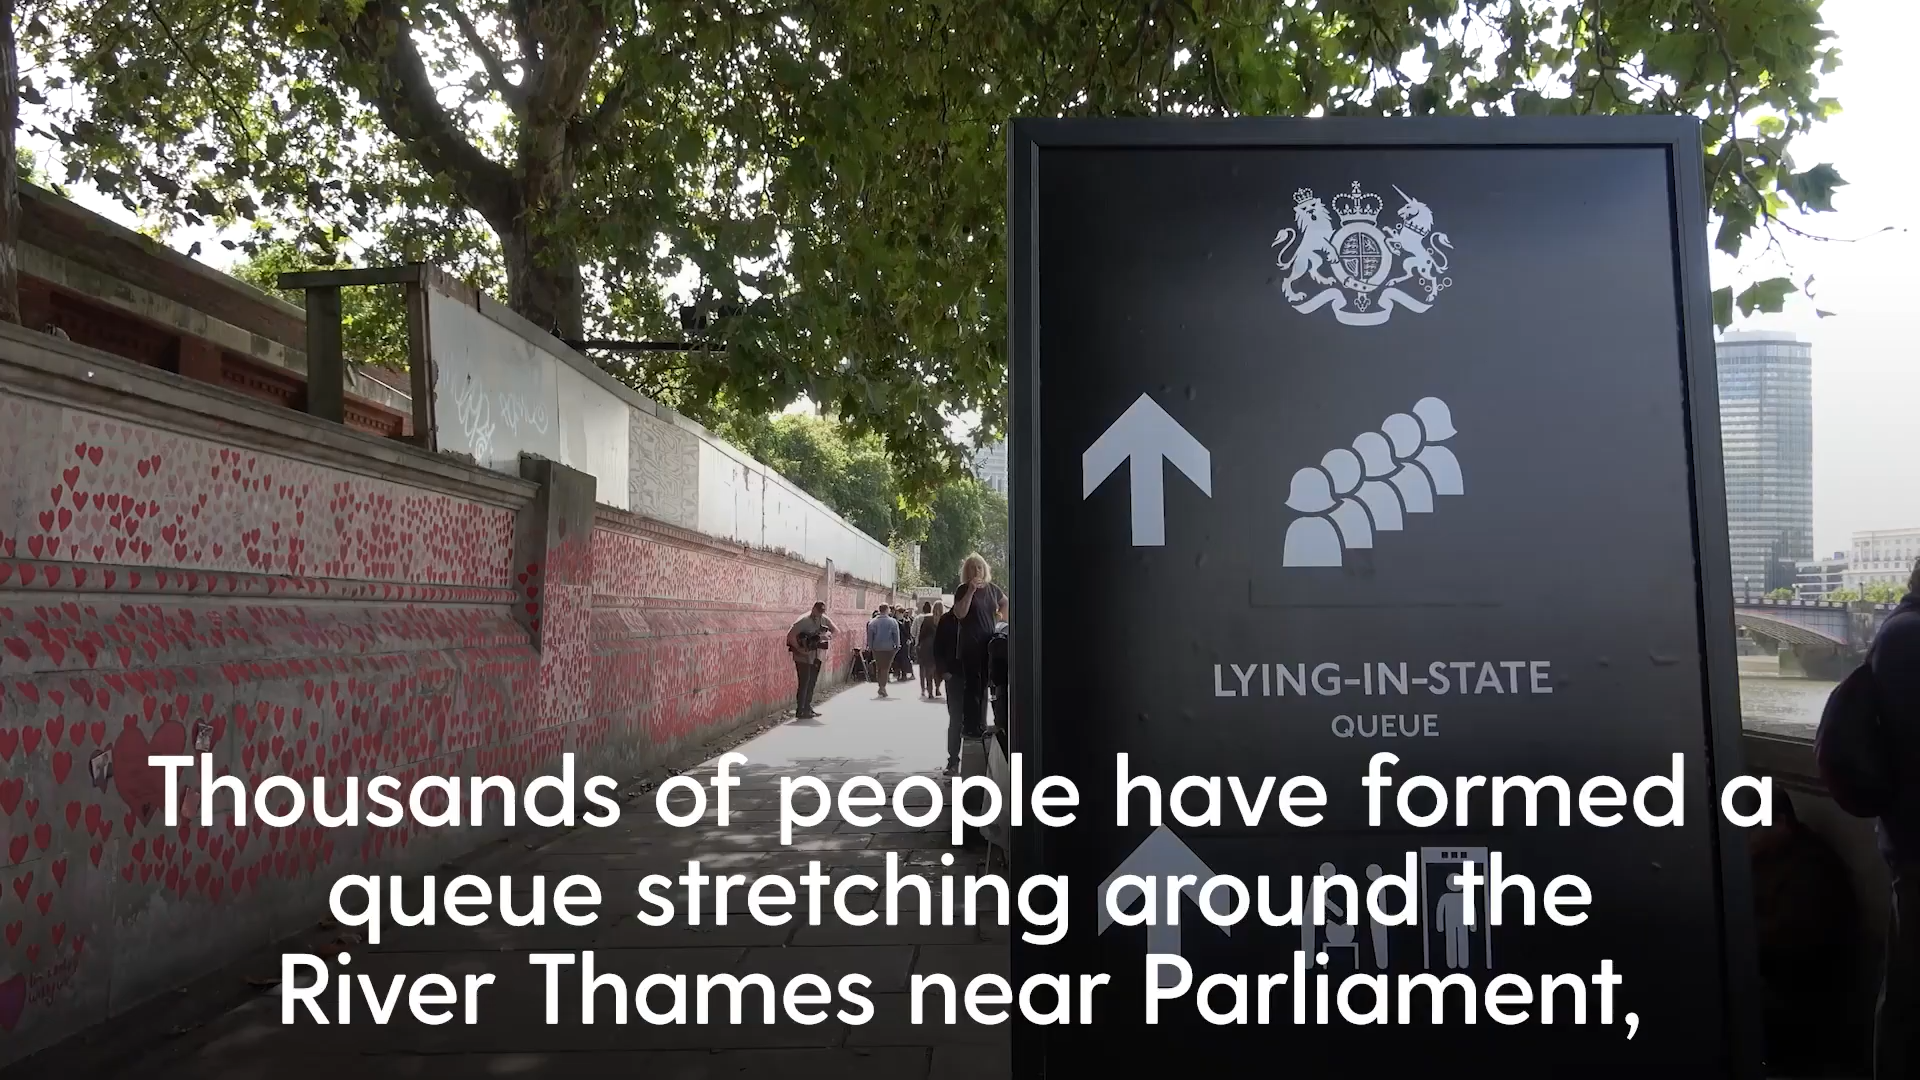 LYING-IN-STATE
QUEUE
Thousands of people have formed a
queue stretching around the
River Thames near Parliament,